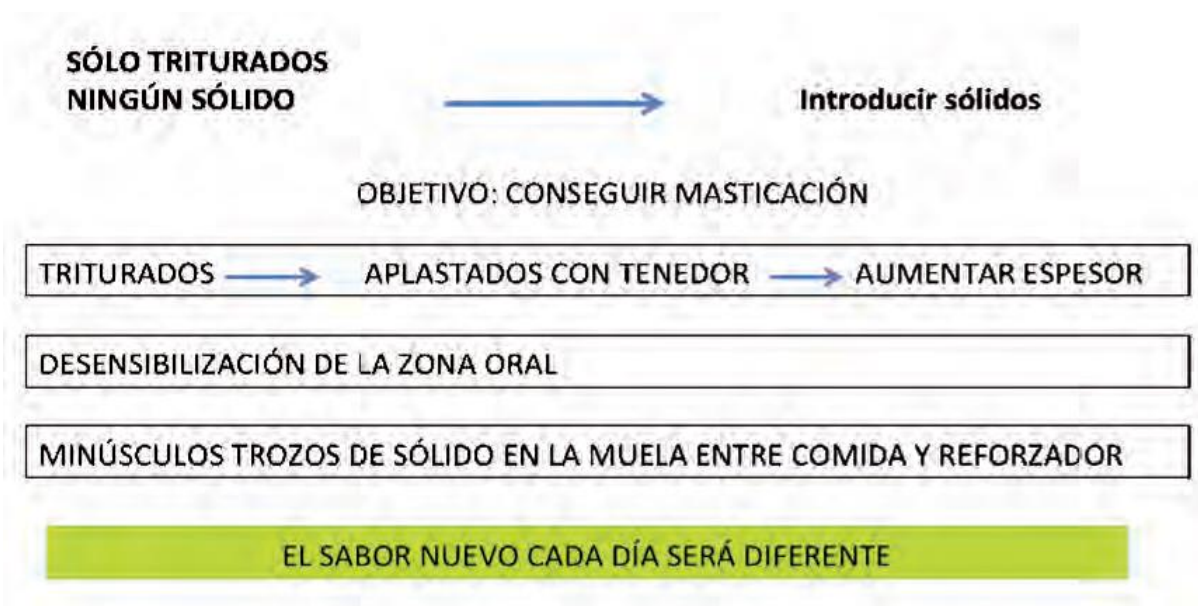 SÓLO TRITURADOS
NINGÚN SÓLIDO
Introducir sólidos
OBJETIVO: CONSEGUIR MASTICACIÓN
TRITURADOS APLASTADOS CON TENEDOR AUMENTAR ESPESOR
DESENSIBILIZACIÓN DE LA ZONA ORAL
MINÚSCULOS TROZOS DE SÓLIDO EN LA MUELA ENTRE COMIDA Y REFORZADOR
EL SABOR NUEVO CADA DÍA SERÁ DIFERENTE